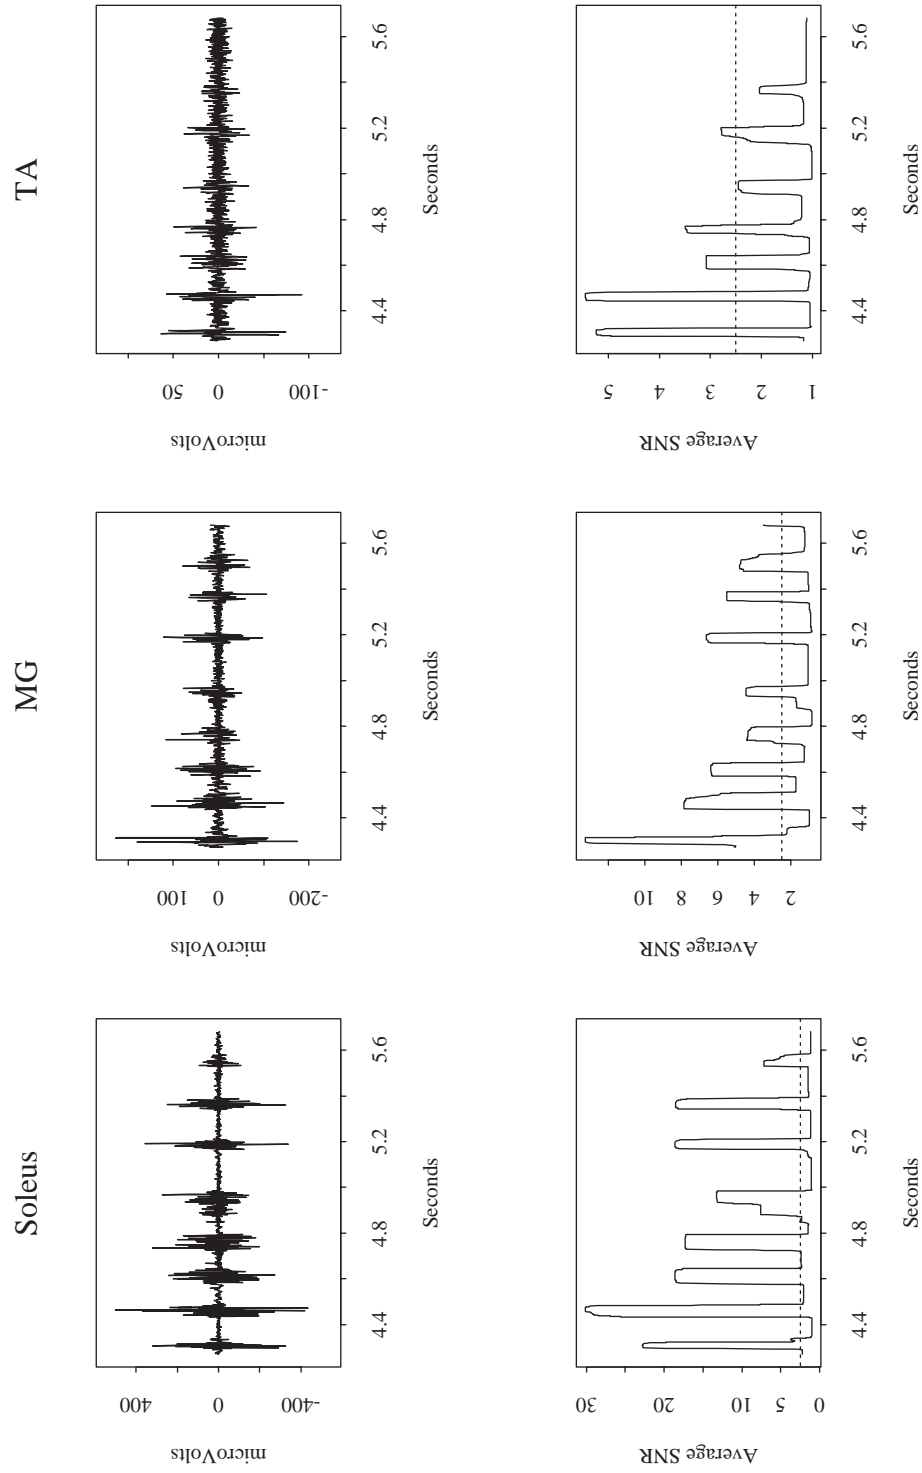 Soleus
MG
TA
microVolts
-400 0 400
4.4 4.8 5.2 5.6
Seconds
microVolts
-200 0 100
4.4 4.8 5.2 5.6
Seconds
microVolts
-100 0 50
4.4 4.8 5.2 5.6
Seconds
Average SNR
0 5 10 20 30
4.4 4.8 5.2 5.6
Seconds
Average SNR
2 4 6 8 10
4.4 4.8 5.2 5.6
Seconds
Average SNR
1 2 3 4 5
4.4 4.8 5.2 5.6
Seconds